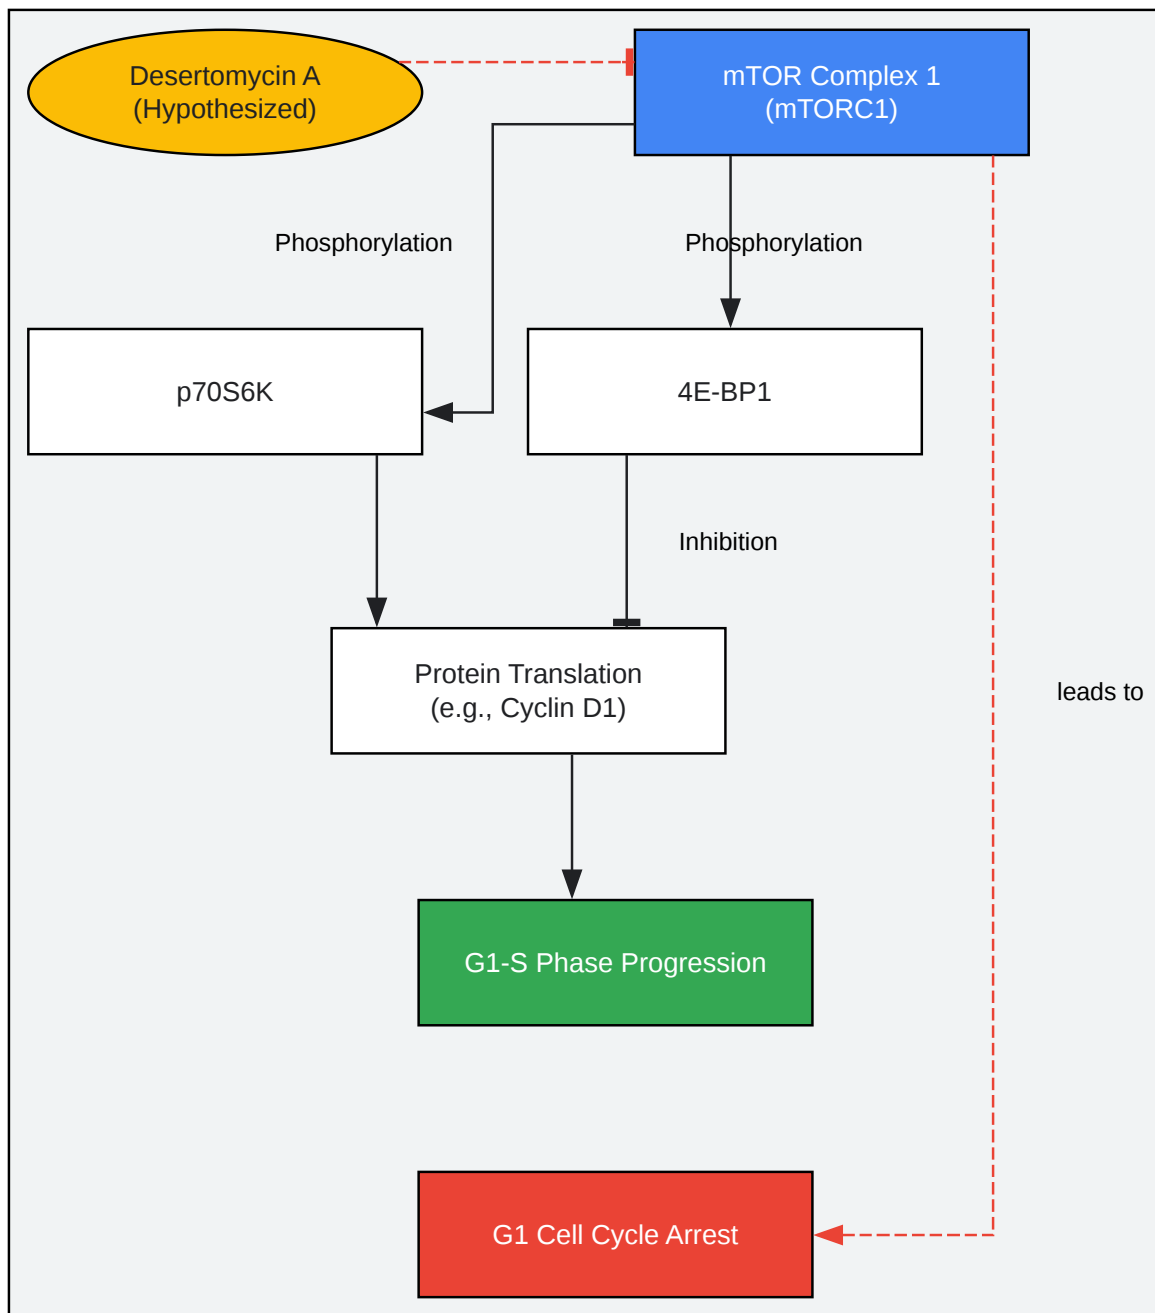 Desertomycin A
(Hypothesized)
mTOR Complex 1
(mTORC1)
Phosphorylation
Phosphorylation
p70S6K
4E-BP1
Inhibition
Protein Translation
(e.g., Cyclin D1)
leads to
G1-S Phase Progression
G1 Cell Cycle Arrest